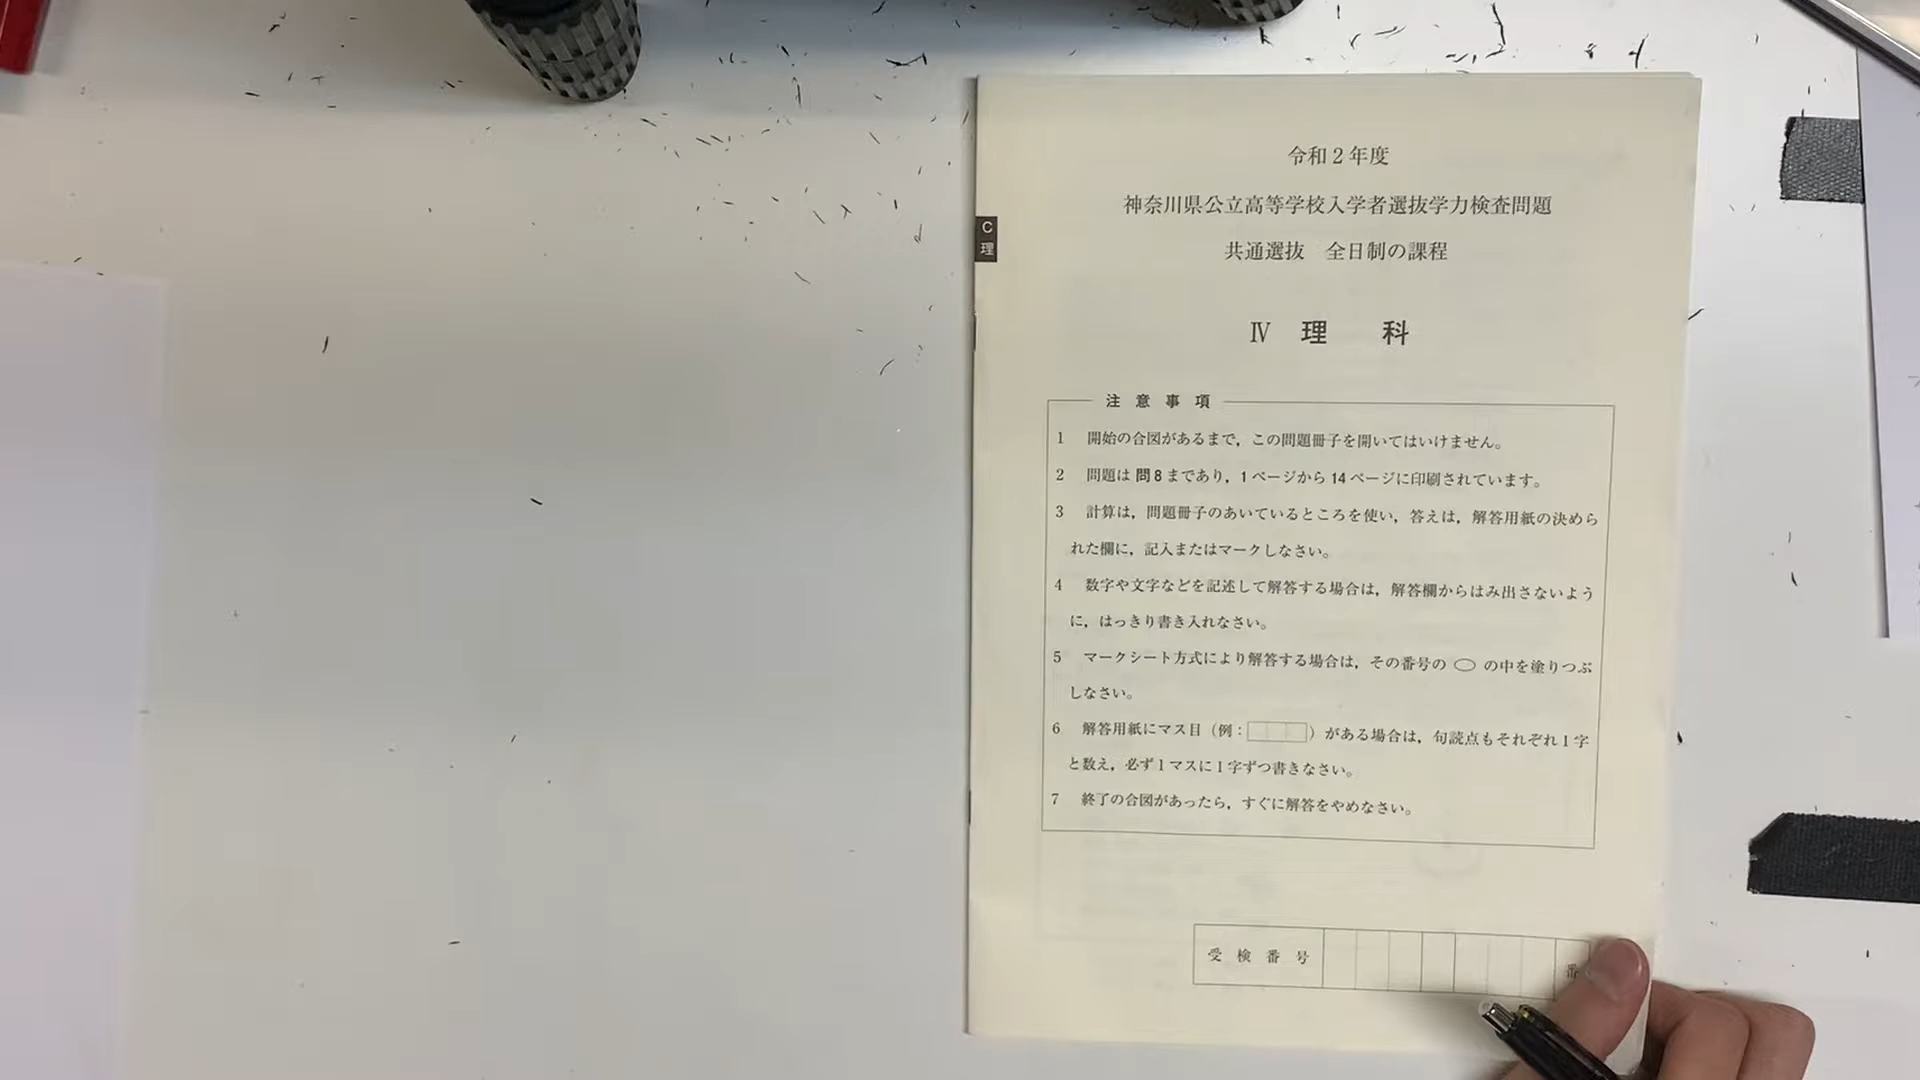 令和2年度
神奈川県公立高等学校入学者選抜学力検査問題
共通選抜　全日制の課程
C
理
Ⅳ　理　　科
注　意　事　項
1　開始の合図があるまで，この問題冊子を開いてはいけません。
2　問題は 問8 まであり，1ページから14ページに印刷されています。
3　計算は，問題冊子のあいているところを使い，答えは，解答用紙の決めら
れた欄に，記入またはマークしなさい。
4　数字や文字などを記述して解答する場合は，解答欄からはみ出さないよう
に，はっきり書き入れなさい。
5　マークシート方式により解答する場合は，その番号の ○ の中を塗りつぶ
しなさい。
6　解答用紙にマス目（例：　　　）がある場合は，句読点もそれぞれ1字
と数え，必ず1マスに1字ずつ書きなさい。
7　終了の合図があったら，すぐに解答をやめなさい。
受　検　番　号　番